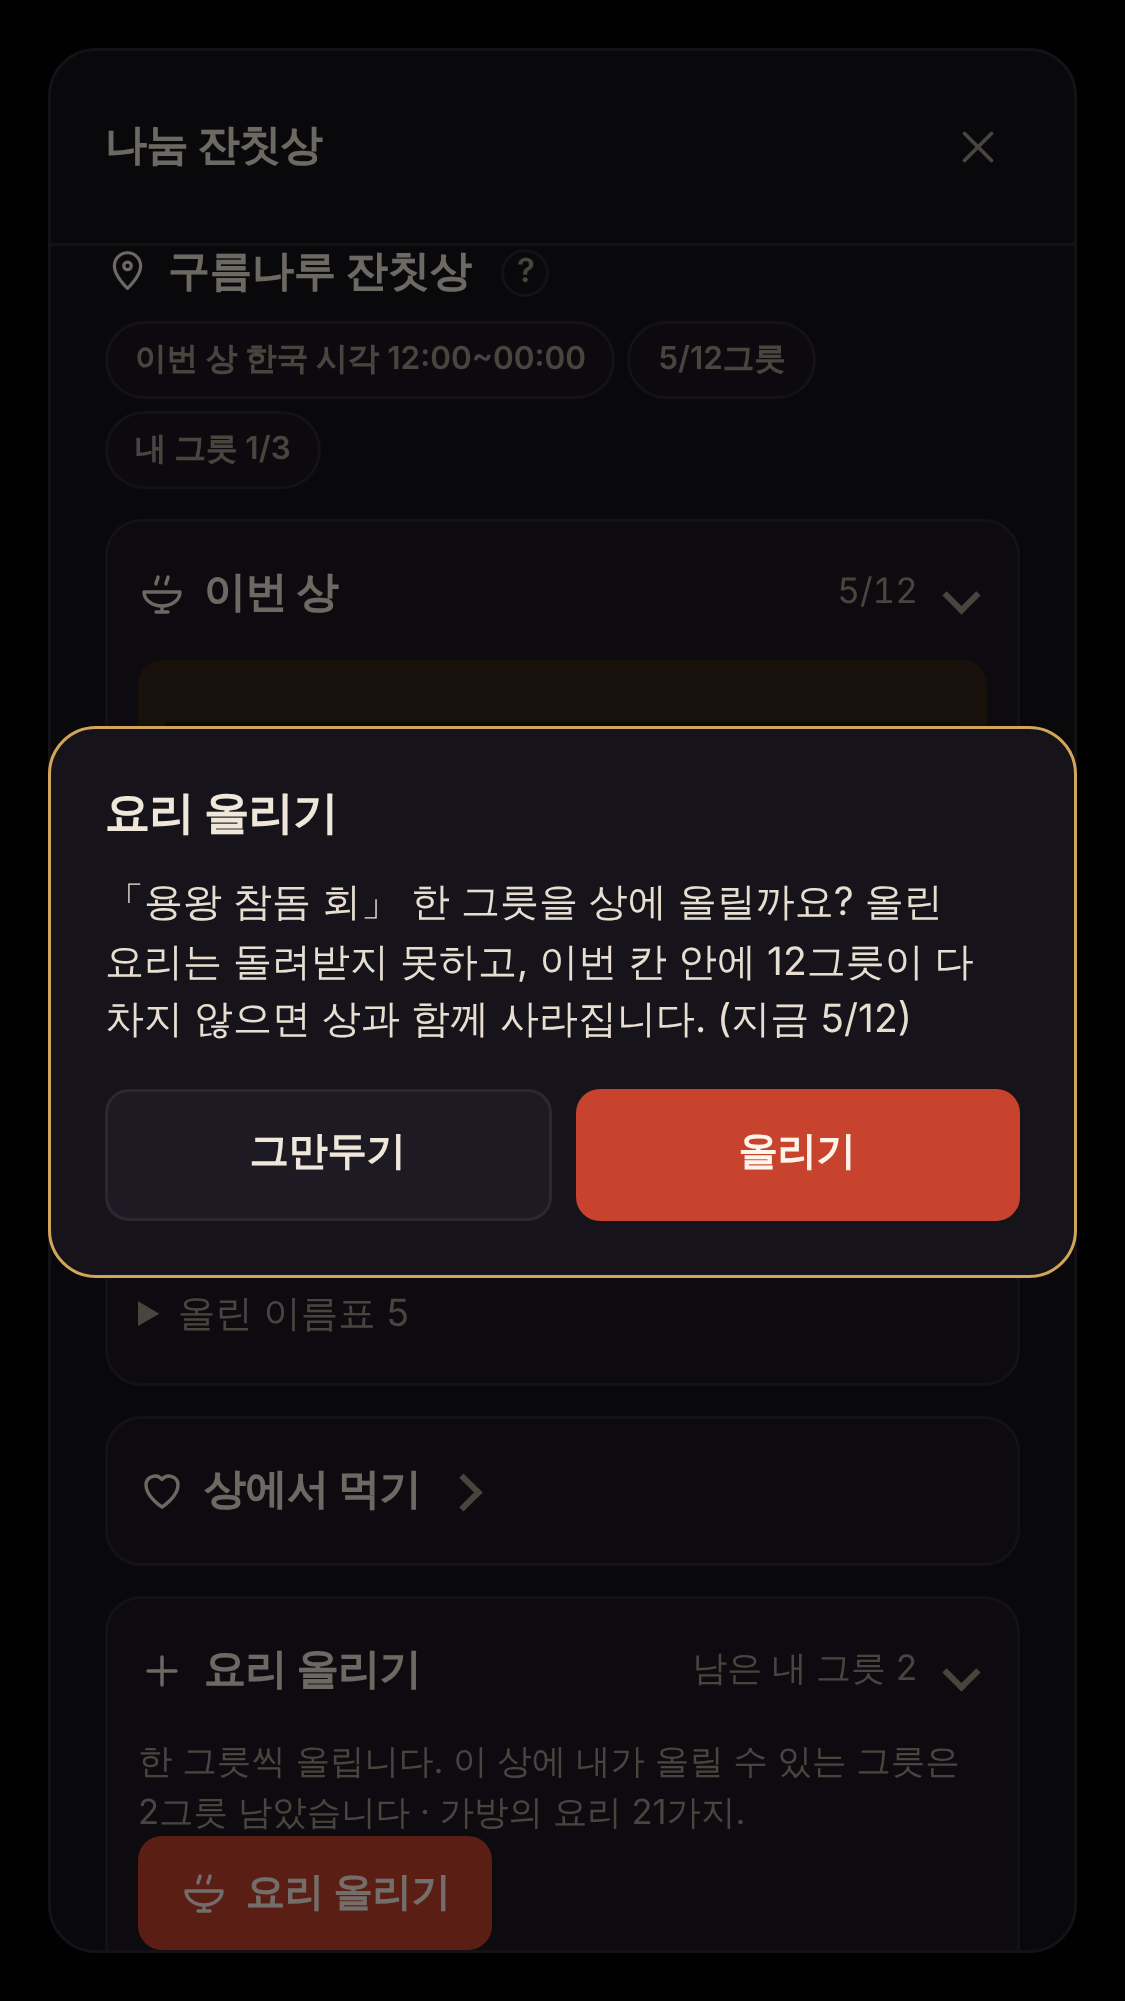 나눔 잔칫상
구름나루 잔칫상 ?
이번 상 한국 시각 12:00~00:00
5/12그릇
내 그릇 1/3
이번 상
5/12
요리 올리기
「용왕 참돔 회」 한 그릇을 상에 올릴까요? 올린
요리는 돌려받지 못하고, 이번 칸 안에 12그릇이 다
차지 않으면 상과 함께 사라집니다. (지금 5/12)
그만두기
올리기
올린 이름표 5
상에서 먹기
요리 올리기
남은 내 그릇 2
한 그릇씩 올립니다. 이 상에 내가 올릴 수 있는 그릇은
2그릇 남았습니다 · 가방의 요리 21가지.
요리 올리기